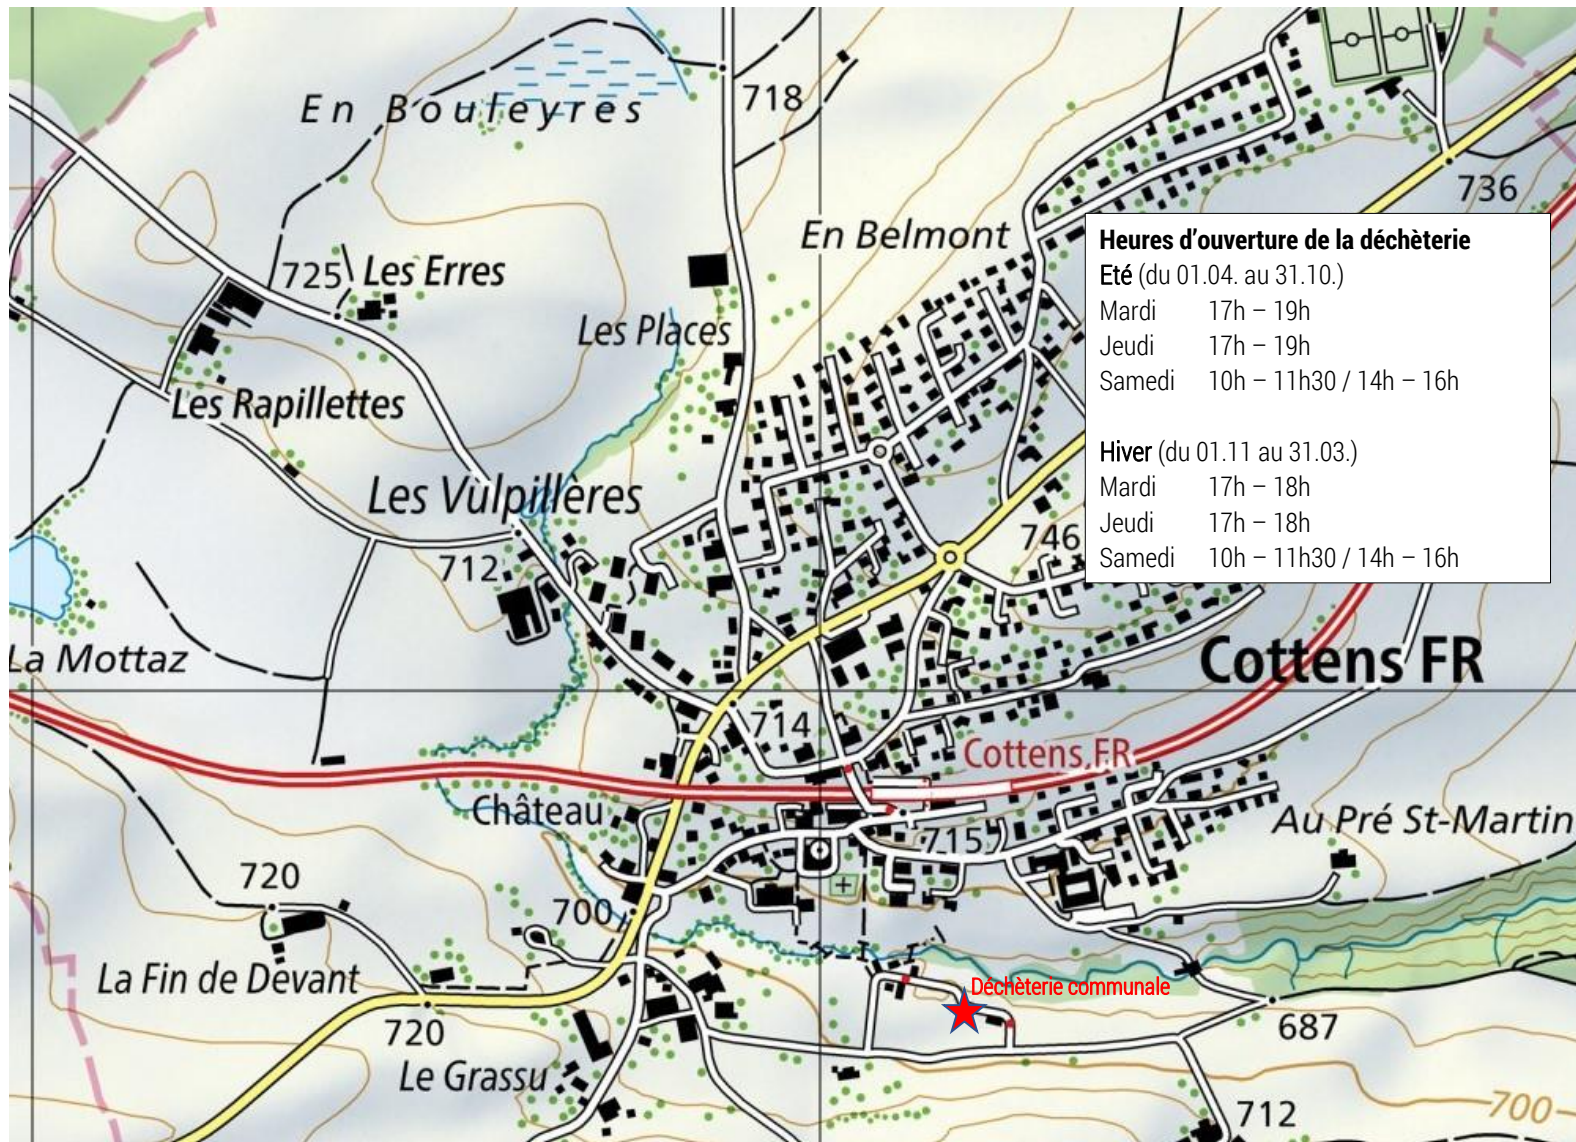 En Bouleyres
718
736
En Belmont
725
Les Erres
Les Places
Les Rapillettes
Heures d'ouverture de la déchèterie
Eté (du 01.04. au 31.10.)
Mardi 17h – 19h
Jeudi 17h – 19h
Samedi 10h – 11h30 / 14h – 16h
Hiver (du 01.11 au 31.03.)
Mardi 17h – 18h
Jeudi 17h – 18h
Samedi 10h – 11h30 / 14h – 16h
Les Vulpillères
746
712
La Mottaz
Cottens FR
714
Cottens FR
Château
715
Au Pré St-Martin
720
700
La Fin de Devant
Déchèterie communale
720
687
Le Grassu
700
712